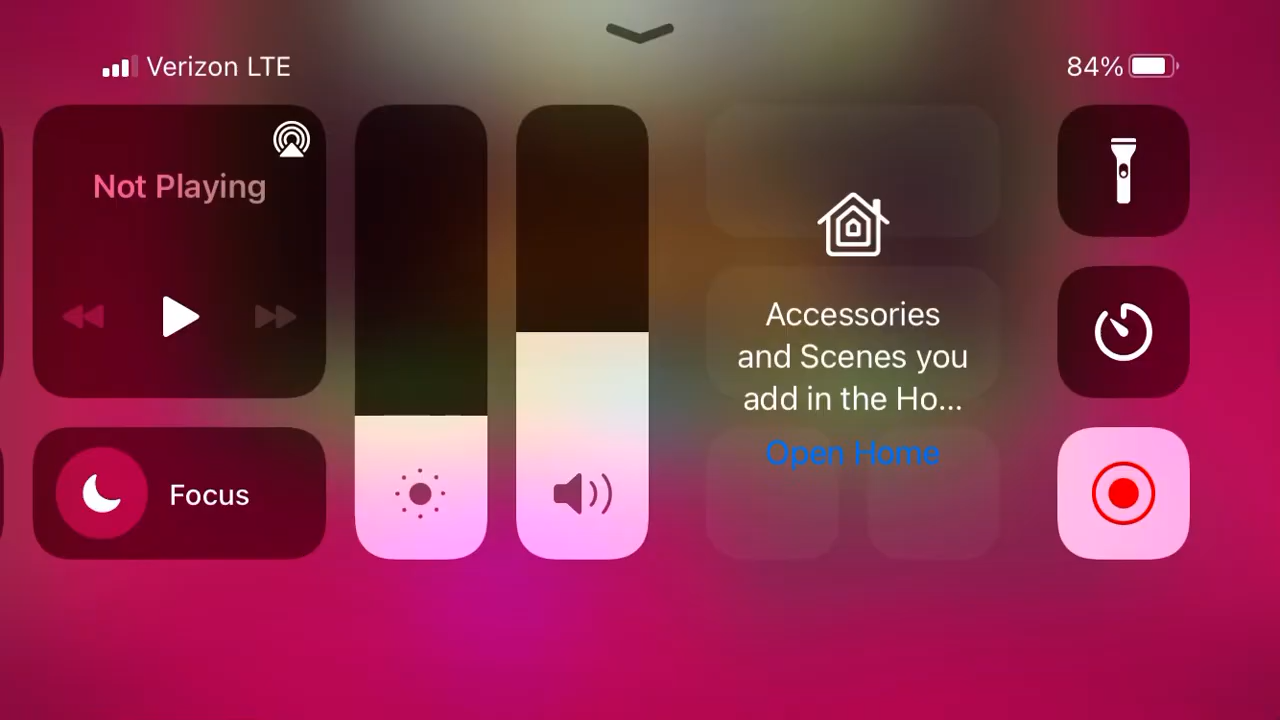 Verizon LTE
84%
Not Playing
Focus
Accessories
and Scenes you
add in the Ho...
Open Home